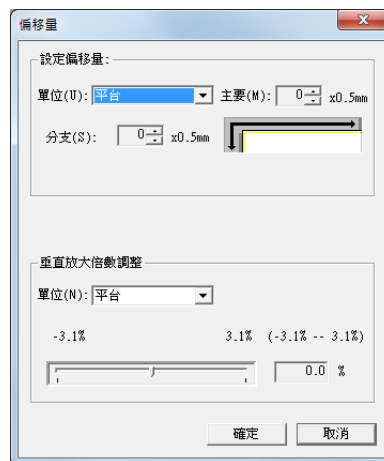 偏移量
設定偏移量:
單位(U): 平台 主要(M): 0 x0.5mm
分支(S): 0 x0.5mm
垂直放大倍數調整
單位(N): 平台
-3.1% 3.1% (-3.1% -- 3.1%)
0.0 %
確定 取消